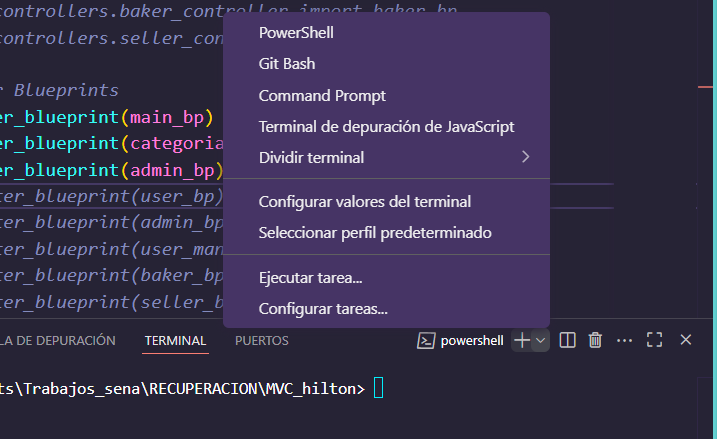 controllers.baker_controller import baker_bp
controllers.seller_con
r Blueprints
er_blueprint(main_bp)
er_blueprint(categoria
er_blueprint(admin_bp)
ter_blueprint(user_bp)
ter_blueprint(admin_bp
ter_blueprint(user_man
ter_blueprint(baker_bp
ter_blueprint(seller_b
PowerShell
Git Bash
Command Prompt
Terminal de depuración de JavaScript
Dividir terminal
Configurar valores del terminal
Seleccionar perfil predeterminado
Ejecutar tarea...
Configurar tareas...
LA DE DEPURACIÓN TERMINAL PUERTOS powershell
ts\Trabajos_sena\RECUPERACION\MVC_hilton>